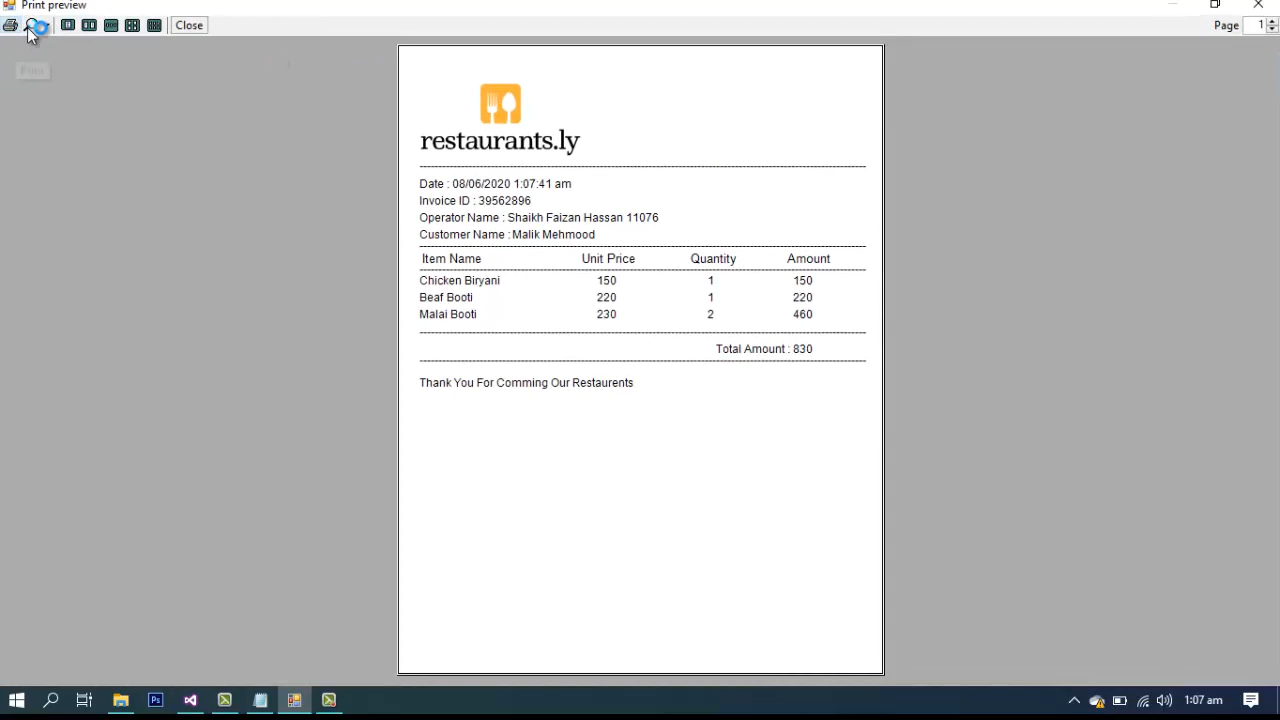 Print preview
Close
Page 1
Print
restaurants.ly
Date : 08/06/2020 1:07:41 am
Invoice ID : 39562896
Operator Name : Shaikh Faizan Hassan 11076
Customer Name : Malik Mehmood
Item Name Unit Price Quantity Amount
Chicken Biryani 150 1 150
Beaf Booti 220 1 220
Malai Booti 230 2 460
Total Amount : 830
Thank You For Comming Our Restaurents
Ps
1:07 am